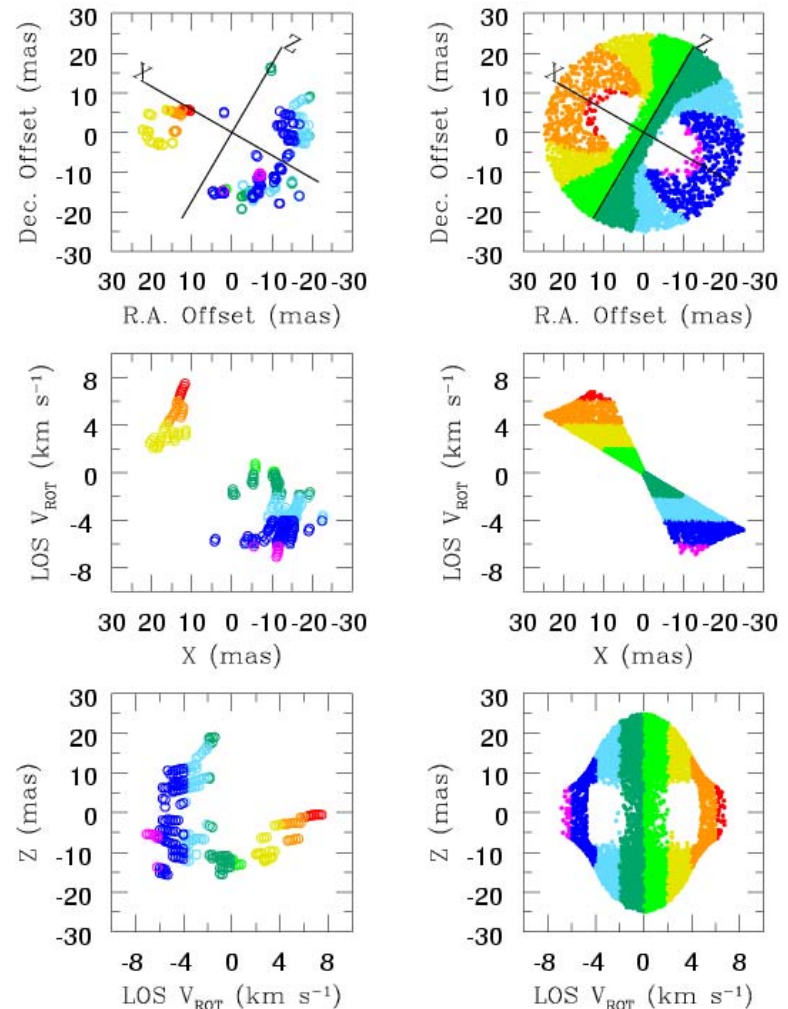 Dec. Offset (mas)
30
20
10
0
-10
-20
-30
X
Z
30 20 10 0 -10-20-30
R.A. Offset (mas)
Dec. Offset (mas)
30
20
10
0
-10
-20
-30
X
Z
30 20 10 0 -10-20-30
R.A. Offset (mas)
LOS V_ROT (km s⁻¹)
8
4
0
-4
-8
30 20 10 0 -10-20-30
X (mas)
LOS V_ROT (km s⁻¹)
8
4
0
-4
-8
30 20 10 0 -10-20-30
X (mas)
Z (mas)
30
20
10
0
-10
-20
-30
-8 -4 0 4 8
LOS V_ROT (km s⁻¹)
Z (mas)
30
20
10
0
-10
-20
-30
-8 -4 0 4 8
LOS V_ROT (km s⁻¹)